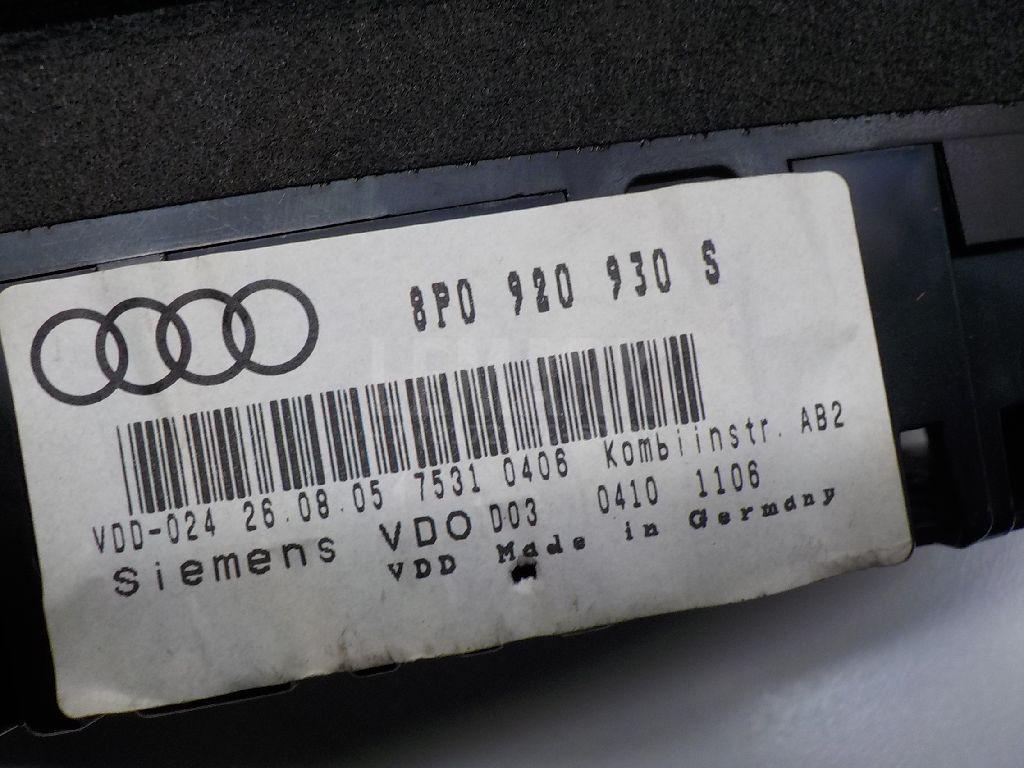 8P0 920 930 S
VDD-024 26.08.05 7531 0406 Kombiinstr. AB2
Siemens VDO D03 0410 1106
VDD Made in Germany